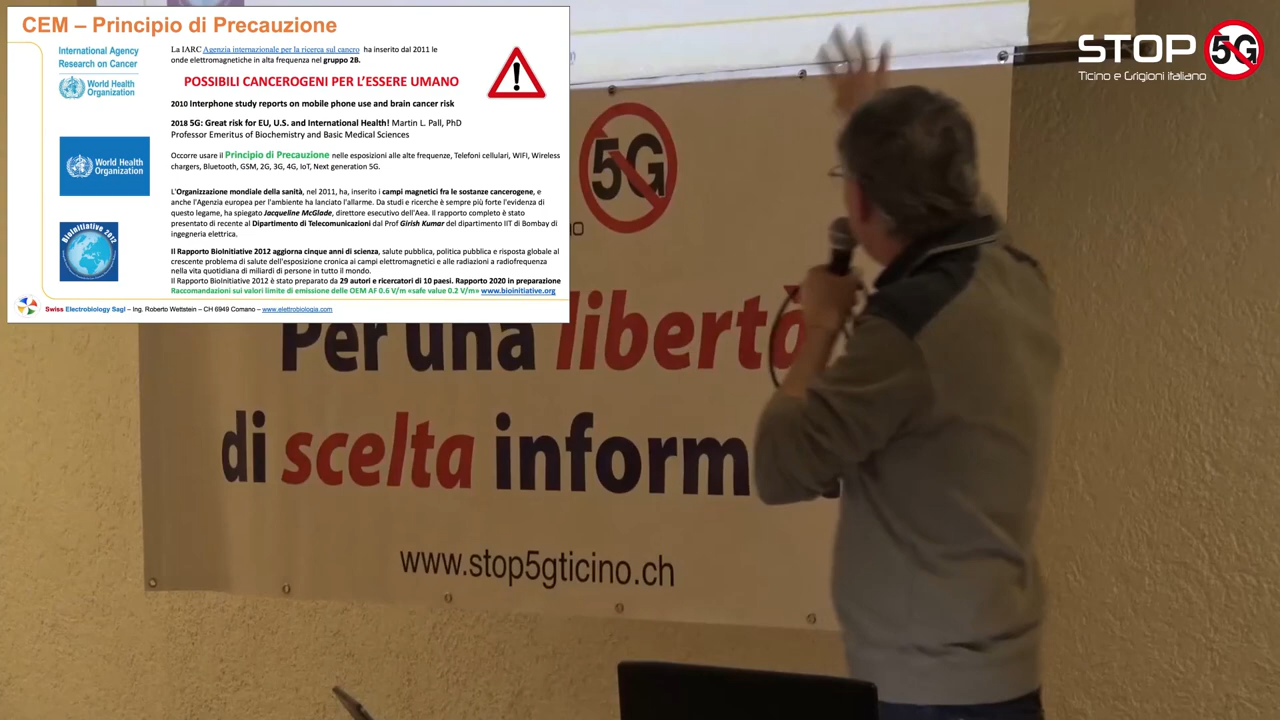 CEM – Principio di Precauzione
International Agency
Research on Cancer
World Health
Organization
La IARC Agenzia internazionale per la ricerca sul cancro ha inserito dal 2011 le
onde elettromagnetiche in alta frequenza nel gruppo 2B.
POSSIBILI CANCEROGENI PER L'ESSERE UMANO
2010 Interphone study reports on mobile phone use and brain cancer risk
2018 5G: Great risk for EU, U.S. and International Health! Martin L. Pall, PhD
Professor Emeritus of Biochemistry and Basic Medical Sciences
Occorre usare il Principio di Precauzione nelle esposizioni alle alte frequenze, Telefoni cellulari, WIFI, Wireless
chargers, Bluetooth, GSM, 2G, 3G, 4G, IoT, Next generation 5G.
World Health
Organization
L'Organizzazione mondiale della sanità, nel 2011, ha, inserito i campi magnetici fra le sostanze cancerogene, e
anche l'Agenzia europea per l'ambiente ha lanciato l'allarme. Da studi e ricerche è sempre più forte l'evidenza di
questo legame, ha spiegato Jacqueline McGlade, direttore esecutivo dell'Aea. Il rapporto completo è stato
presentato di recente al Dipartimento di Telecomunicazioni dal Prof Girish Kumar del dipartimento IIT di Bombay di
ingegneria elettrica.
BioInitiative 2012
Il Rapporto BioInitiative 2012 aggiorna cinque anni di scienza, salute pubblica, politica pubblica e risposta globale al
crescente problema di salute dell'esposizione cronica ai campi elettromagnetici e alle radiazioni a radiofrequenza
nella vita quotidiana di miliardi di persone in tutto il mondo.
Il Rapporto BioInitiative 2012 è stato preparato da 29 autori e ricercatori di 10 paesi. Rapporto 2020 in preparazione
Raccomandazioni sui valori limite di emissione delle OEM AF 0.6 V/m «safe value 0.2 V/m» www.bioinitiative.org
Swiss Electrobiology Sagl – Ing. Roberto Wettstein – CH 6949 Comano – www.elettrobiologia.com
STOP 5G
Ticino e Grigioni italiano
5G
no
Per una libertà
di scelta inform
www.stop5gticino.ch